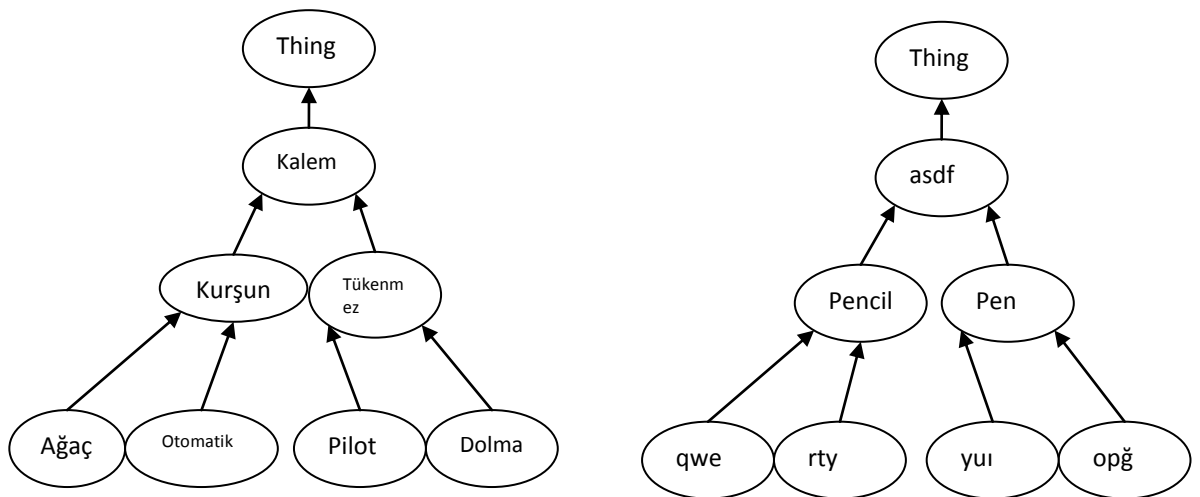 Thing
Kalem
Kurşun
Tükenm
ez
Ağaç
Otomatik
Pilot
Dolma
Thing
asdf
Pencil
Pen
qwe
rty
yuı
opğ